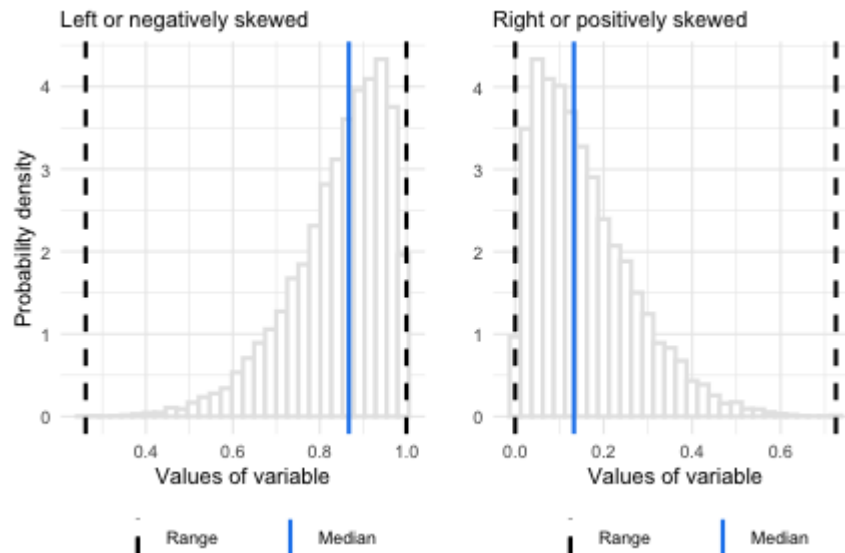 Left or negatively skewed
Probability density
4
3
2
1
0
0.4 0.6 0.8 1.0
Values of variable
Range Median
Right or positively skewed
4
3
2
1
0
0.0 0.2 0.4 0.6
Values of variable
Range Median